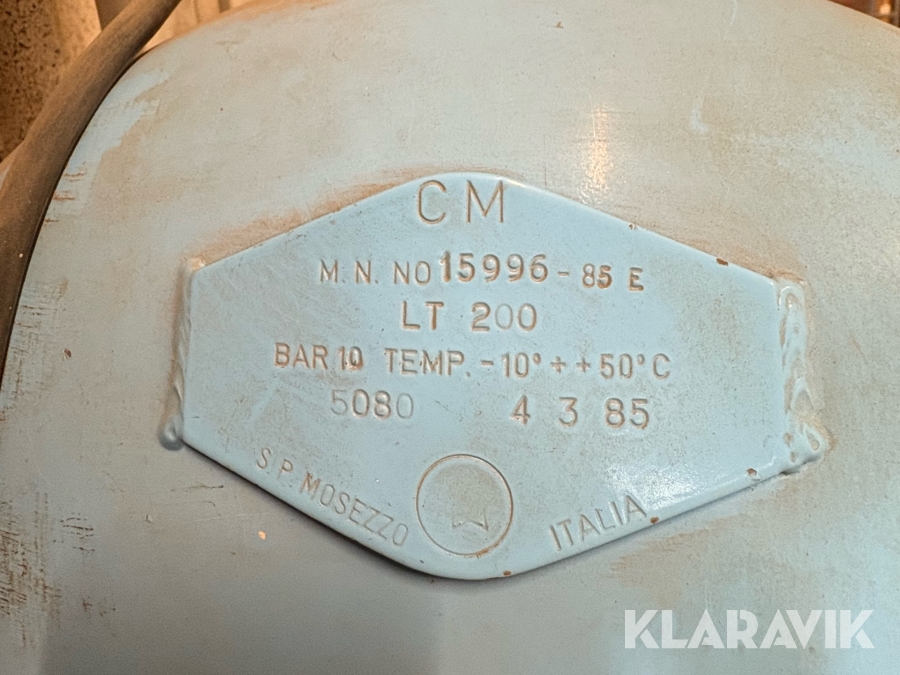 CM
M.N. NO 15996-85 E
LT 200
BAR 10 TEMP. -10°÷+50°C
5080 4 3 85
S.P. MOSEZZO ITALIA
KLARAVIK